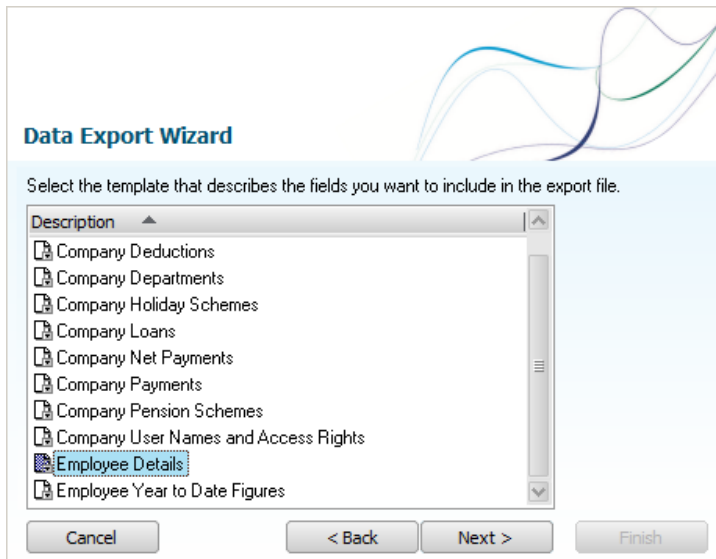 Data Export Wizard
Select the template that describes the fields you want to include in the export file.
Description
Company Deductions
Company Departments
Company Holiday Schemes
Company Loans
Company Net Payments
Company Payments
Company Pension Schemes
Company User Names and Access Rights
Employee Details
Employee Year to Date Figures
Cancel < Back Next > Finish